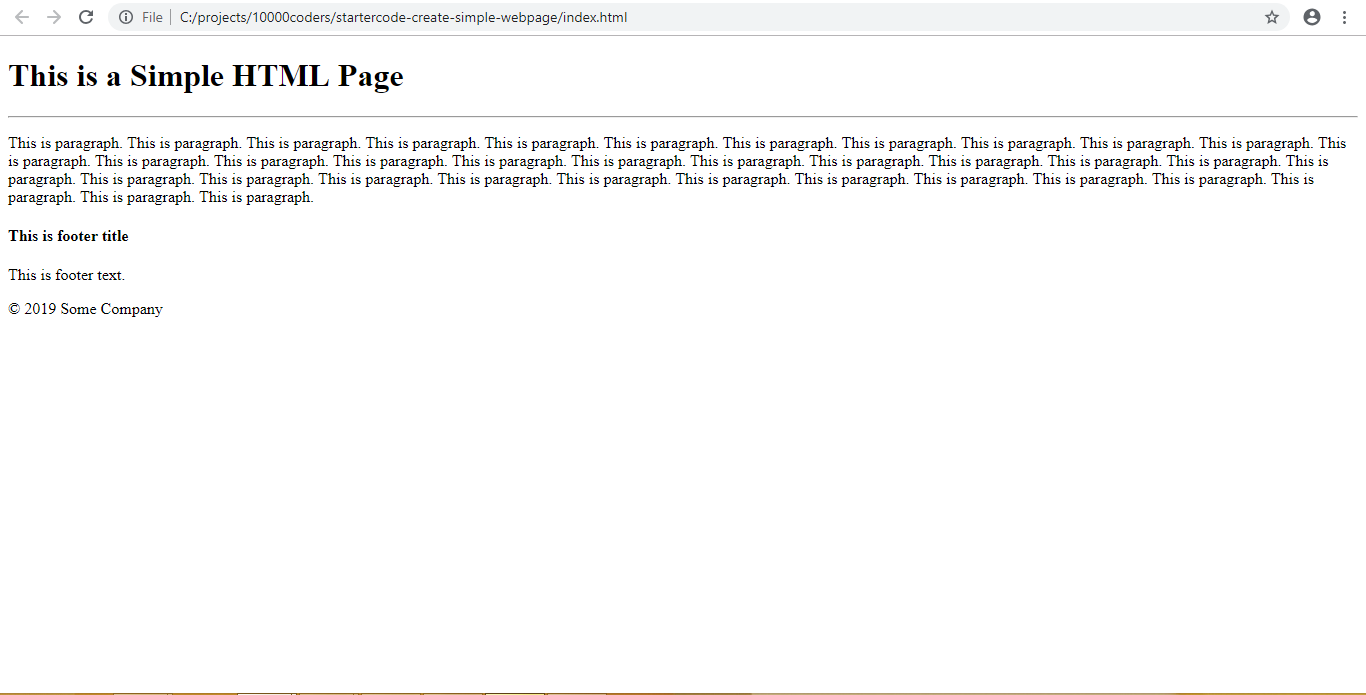 File C:/projects/10000coders/startercode-create-simple-webpage/index.html
This is a Simple HTML Page
This is paragraph. This is paragraph. This is paragraph. This is paragraph. This is paragraph. This is paragraph. This is paragraph. This is paragraph. This is paragraph. This is paragraph. This is paragraph. This
is paragraph. This is paragraph. This is paragraph. This is paragraph. This is paragraph. This is paragraph. This is paragraph. This is paragraph. This is paragraph. This is paragraph. This is paragraph. This is
paragraph. This is paragraph. This is paragraph. This is paragraph. This is paragraph. This is paragraph. This is paragraph. This is paragraph. This is paragraph. This is paragraph. This is paragraph. This is
paragraph. This is paragraph. This is paragraph.
This is footer title
This is footer text.
© 2019 Some Company